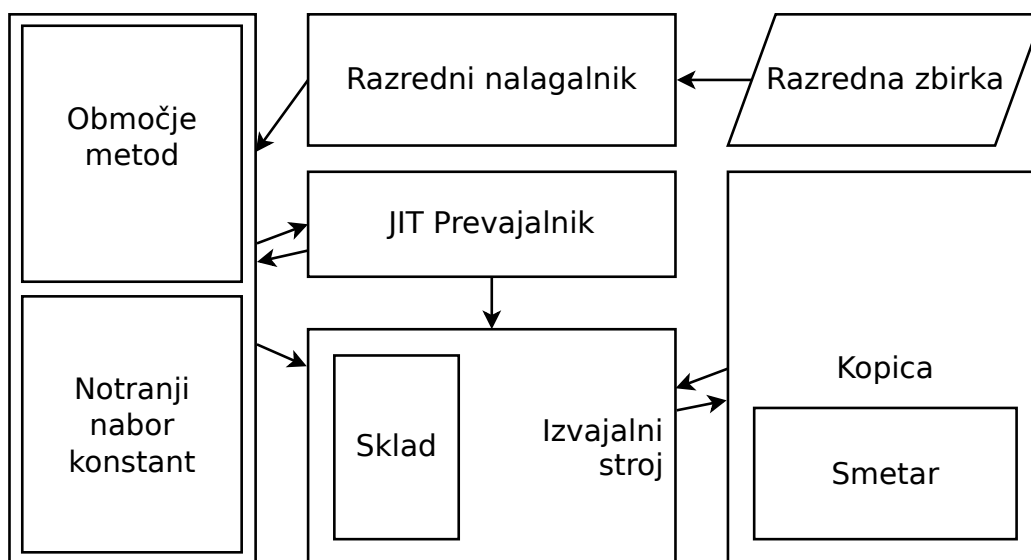 Območje
metod
Razredni nalagalnik
Razredna zbirka
JIT Prevajalnik
Notranji
nabor
konstant
Sklad
Izvajalni
stroj
Kopica
Smetar